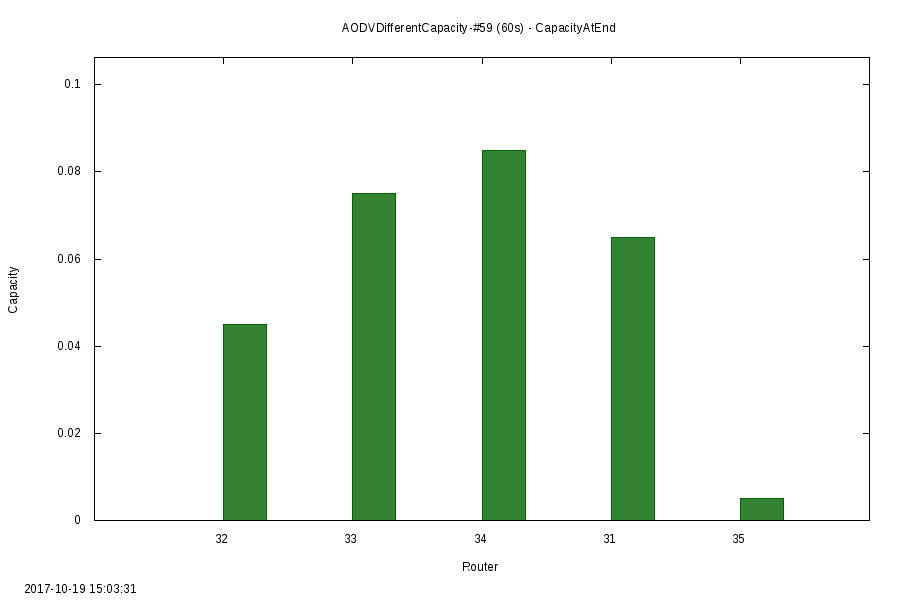 AODVDifferentCapacity-#59 (60s) - CapacityAtEnd
0.1
0.08
0.06
0.04
0.02
0
Capacity
32 33 34 31 35
Router
2017-10-19 15:03:31